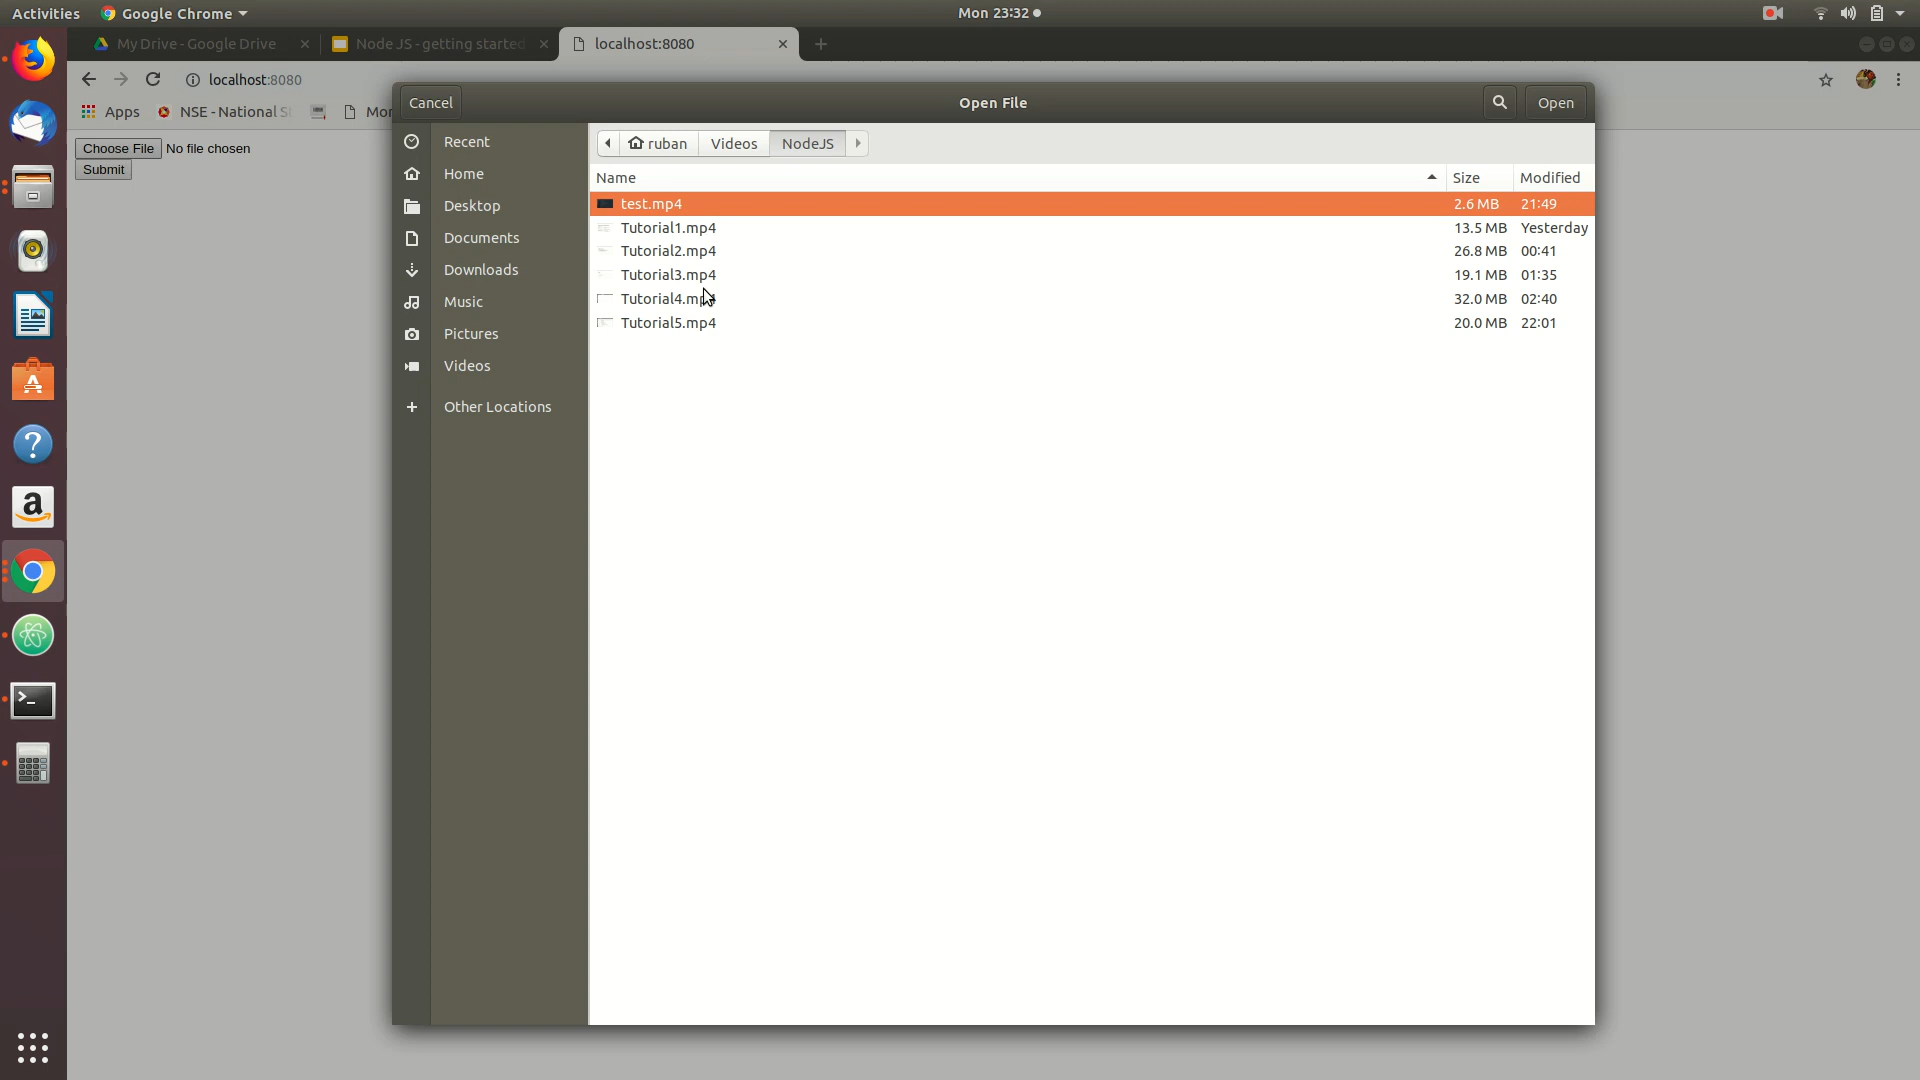 Activities Google Chrome Mon 23:32
My Drive - Google Drive Node JS - getting started localhost:8080
localhost:8080
Apps NSE - National S Mor
Choose File No file chosen
Submit
Cancel Open File Open
Recent
Home
Desktop
Documents
Downloads
Music
Pictures
Videos
Other Locations
ruban Videos NodeJS
Name Size Modified
test.mp4 2.6 MB 21:49
Tutorial1.mp4 13.5 MB Yesterday
Tutorial2.mp4 26.8 MB 00:41
Tutorial3.mp4 19.1 MB 01:35
Tutorial4.mp4 32.0 MB 02:40
Tutorial5.mp4 20.0 MB 22:01